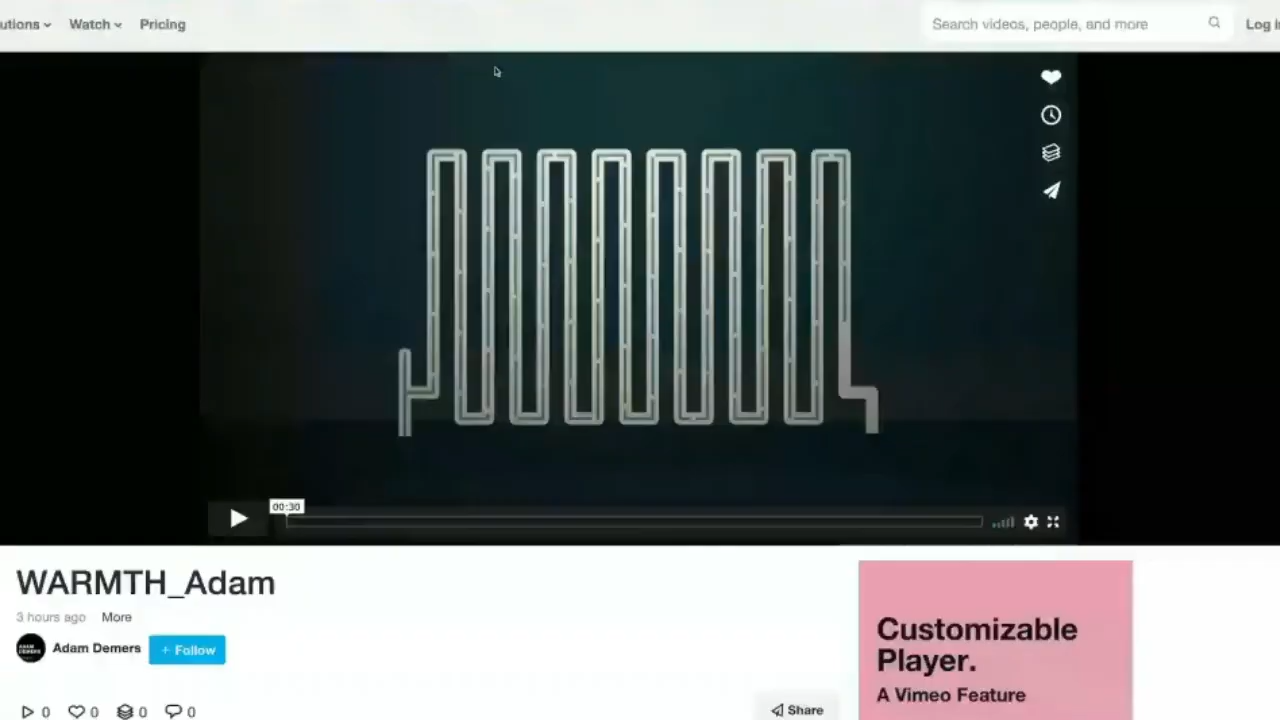 utions Watch Pricing
Search videos, people, and more
Log i
00:30
WARMTH_Adam
3 hours ago More
Adam Demers
+ Follow
0 0 0 0
Share
Customizable
Player.
A Vimeo Feature